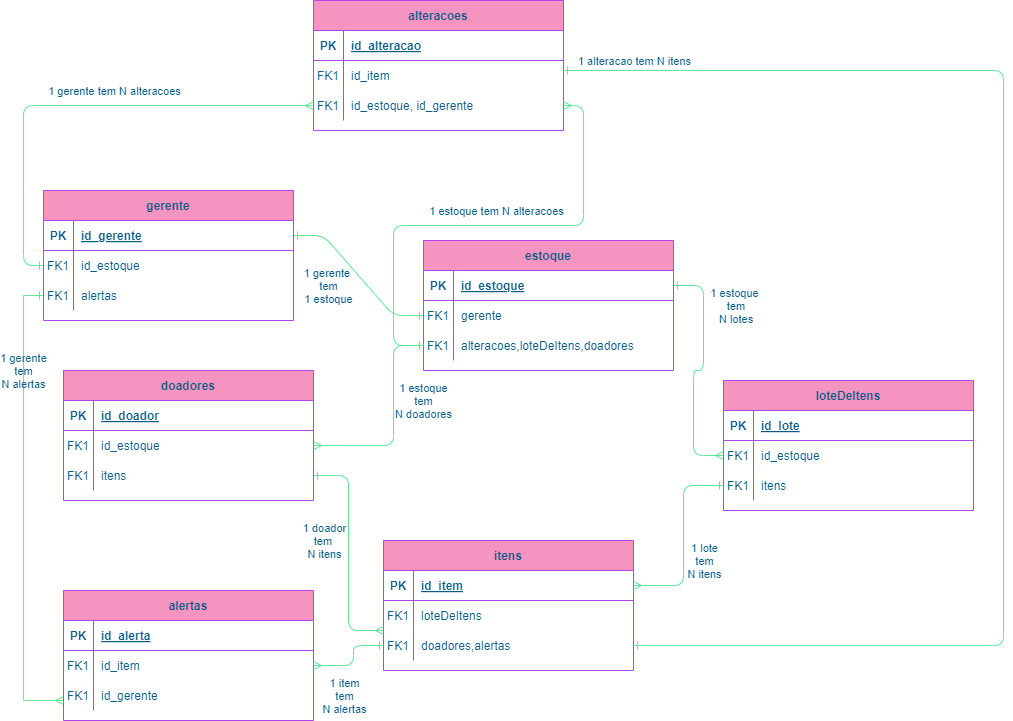 alteracoes
PK id_alteracao
FK1 id_item
FK1 id_estoque, id_gerente
1 alteracao tem N itens
1 gerente tem N alteracoes
gerente
PK id_gerente
FK1 id_estoque
FK1 alertas
1 estoque tem N alteracoes
1 gerente
tem
1 estoque
estoque
PK id_estoque
FK1 gerente
FK1 alteracoes,loteDeItens,doadores
1 estoque
tem
N lotes
1 gerente
tem
N alertas
doadores
PK id_doador
FK1 id_estoque
FK1 itens
1 estoque
tem
N doadores
loteDeItens
PK id_lote
FK1 id_estoque
FK1 itens
1 doador
tem
N itens
itens
PK id_item
FK1 loteDeItens
FK1 doadores,alertas
1 lote
tem
N itens
alertas
PK id_alerta
FK1 id_item
FK1 id_gerente
1 item
tem
N alertas